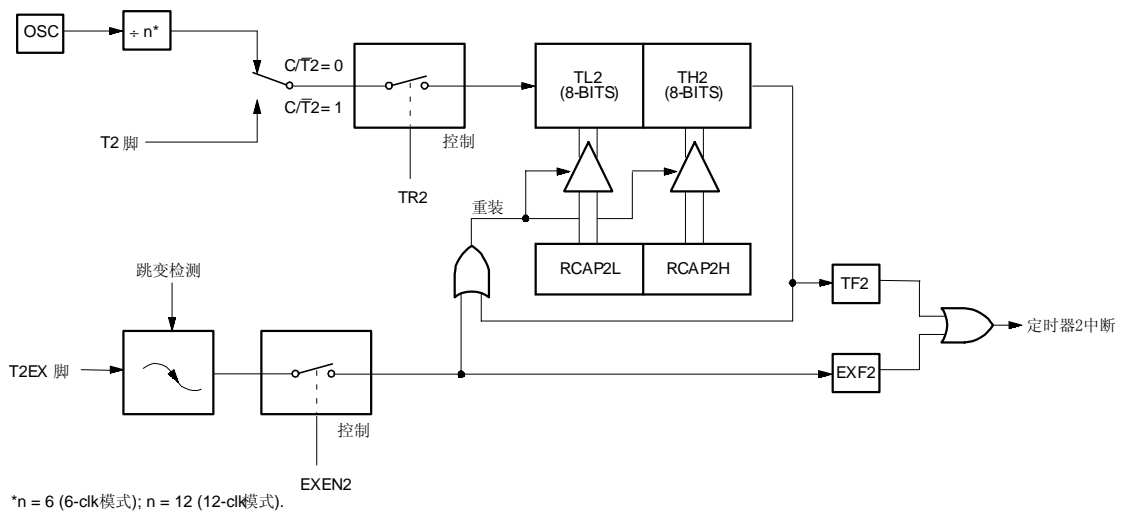 OSC
÷ n*
C/T̅2= 0
C/T̅2= 1
T2 脚
控制
TR2
TL2
(8-BITS)
TH2
(8-BITS)
重装
RCAP2L
RCAP2H
跳变检测
T2EX 脚
控制
EXEN2
TF2
EXF2
定时器2中断
*n = 6 (6-clk模式); n = 12 (12-clk模式).